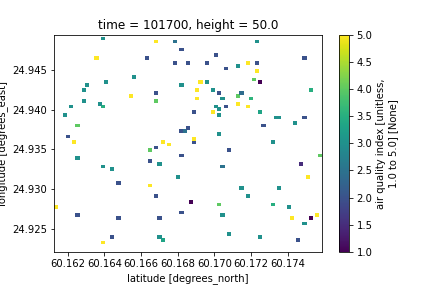 time = 101700, height = 50.0
24.945
24.940
24.935
24.930
24.925
60.162 60.164 60.166 60.168 60.170 60.172 60.174
latitude [degrees_north]
longitude [degrees_east]
5.0
4.5
4.0
3.5
3.0
2.5
2.0
1.5
1.0
air quality index [unitless,
1.0 to 5.0] [None]